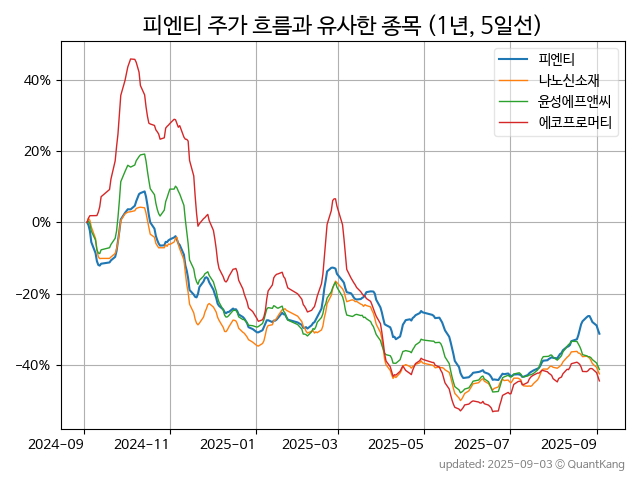 피엔티 주가 흐름과 유사한 종목 (1년, 5일선)
피엔티
나노신소재
윤성에프앤씨
에코프로머티
40%
20%
0%
−20%
−40%
2024-09
2024-11
2025-01
2025-03
2025-05
2025-07
2025-09
updated: 2025-09-03 © QuantKang